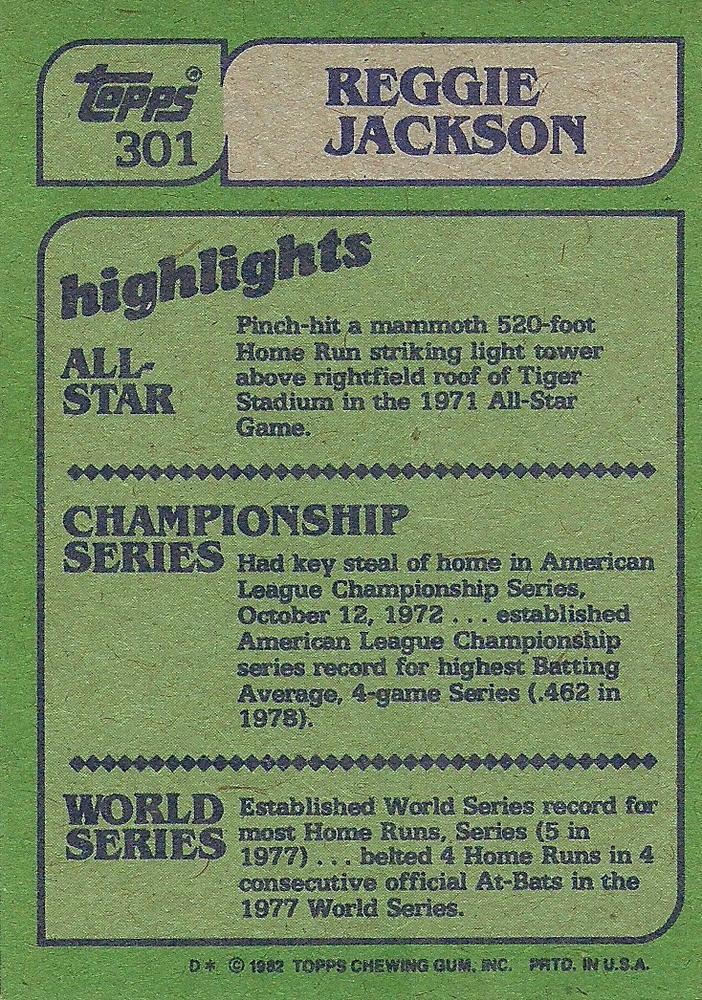 Topps®
301
REGGIE
JACKSON
highlights
ALL-
STAR
Pinch-hit a mammoth 520-foot
Home Run striking light tower
above rightfield roof of Tiger
Stadium in the 1971 All-Star
Game.
CHAMPIONSHIP
SERIES
Had key steal of home in American
League Championship Series,
October 12, 1972 . . . established
American League Championship
series record for highest Batting
Average, 4-game Series (.462 in
1978).
WORLD
SERIES
Established World Series record for
most Home Runs, Series (5 in
1977) . . . belted 4 Home Runs in 4
consecutive official At-Bats in the
1977 World Series.
D* © 1982 TOPPS CHEWING GUM, INC. PRTD. IN U.S.A.